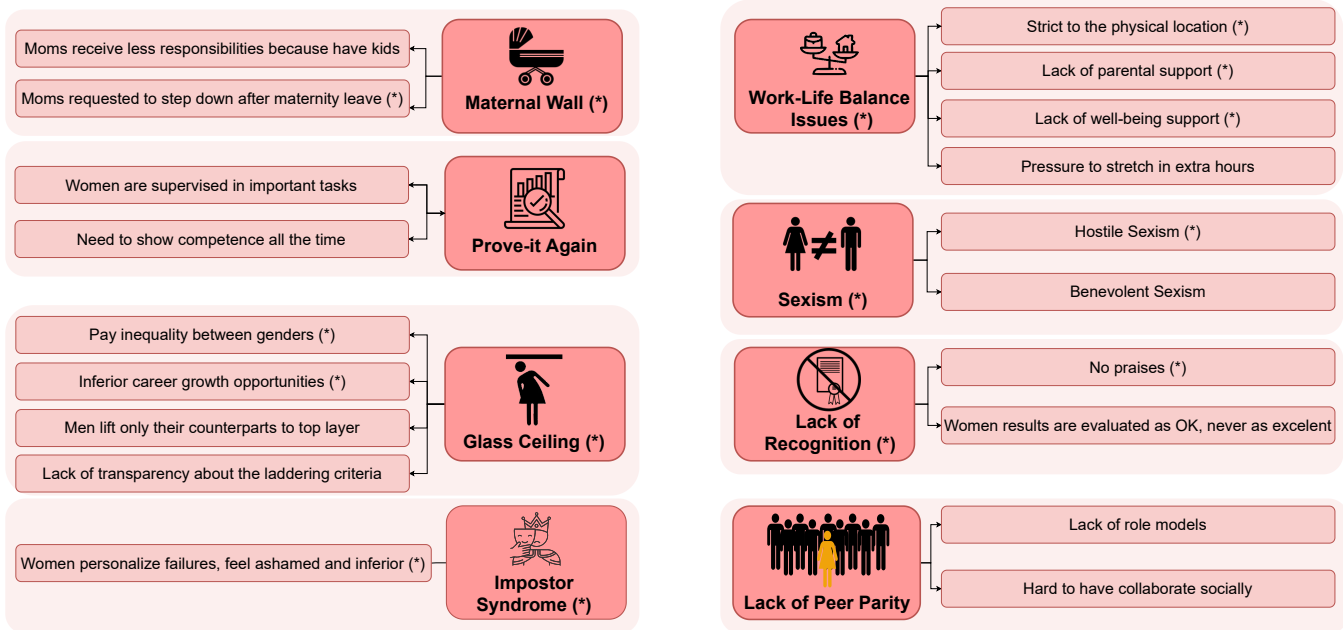 Moms receive less responsibilities because have kids
Moms requested to step down after maternity leave (*)
Maternal Wall (*)
Women are supervised in important tasks
Need to show competence all the time
Prove-it Again
Pay inequality between genders (*)
Inferior career growth opportunities (*)
Men lift only their counterparts to top layer
Lack of transparency about the laddering criteria
Glass Ceiling (*)
Women personalize failures, feel ashamed and inferior (*)
Impostor
Syndrome (*)
Work-Life Balance
Issues (*)
Strict to the physical location (*)
Lack of parental support (*)
Lack of well-being support (*)
Pressure to stretch in extra hours
Sexism (*)
Hostile Sexism (*)
Benevolent Sexism
Lack of
Recognition (*)
No praises (*)
Women results are evaluated as OK, never as excelent
Lack of Peer Parity
Lack of role models
Hard to have collaborate socially